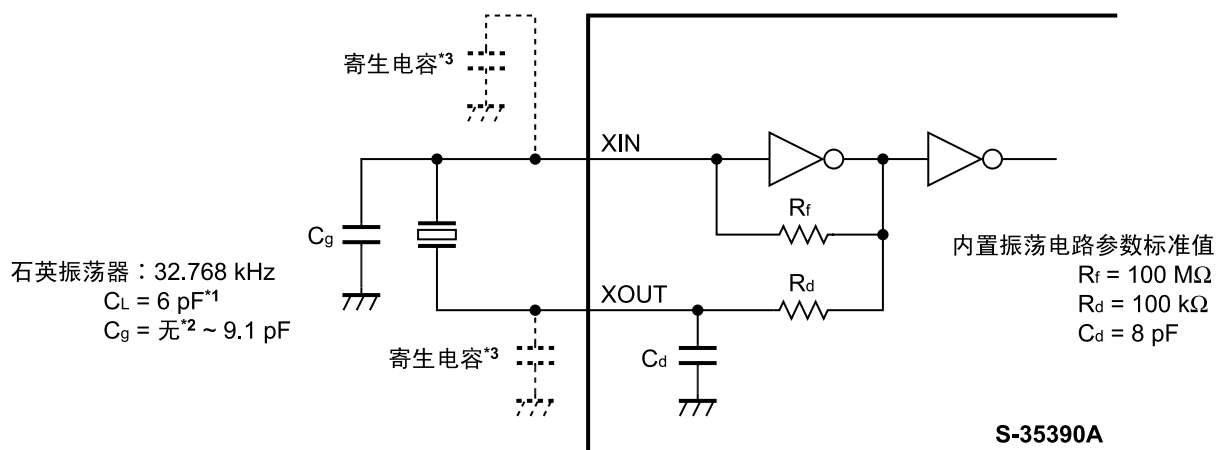 寄生电容*3
XIN
Rf
Cg
石英振荡器：32.768 kHz
CL = 6 pF*1
Cg = 无*2 ~ 9.1 pF
内置振荡电路参数标准值
Rf = 100 MΩ
Rd = 100 kΩ
Cd = 8 pF
XOUT
Rd
寄生电容*3
Cd
S-35390A